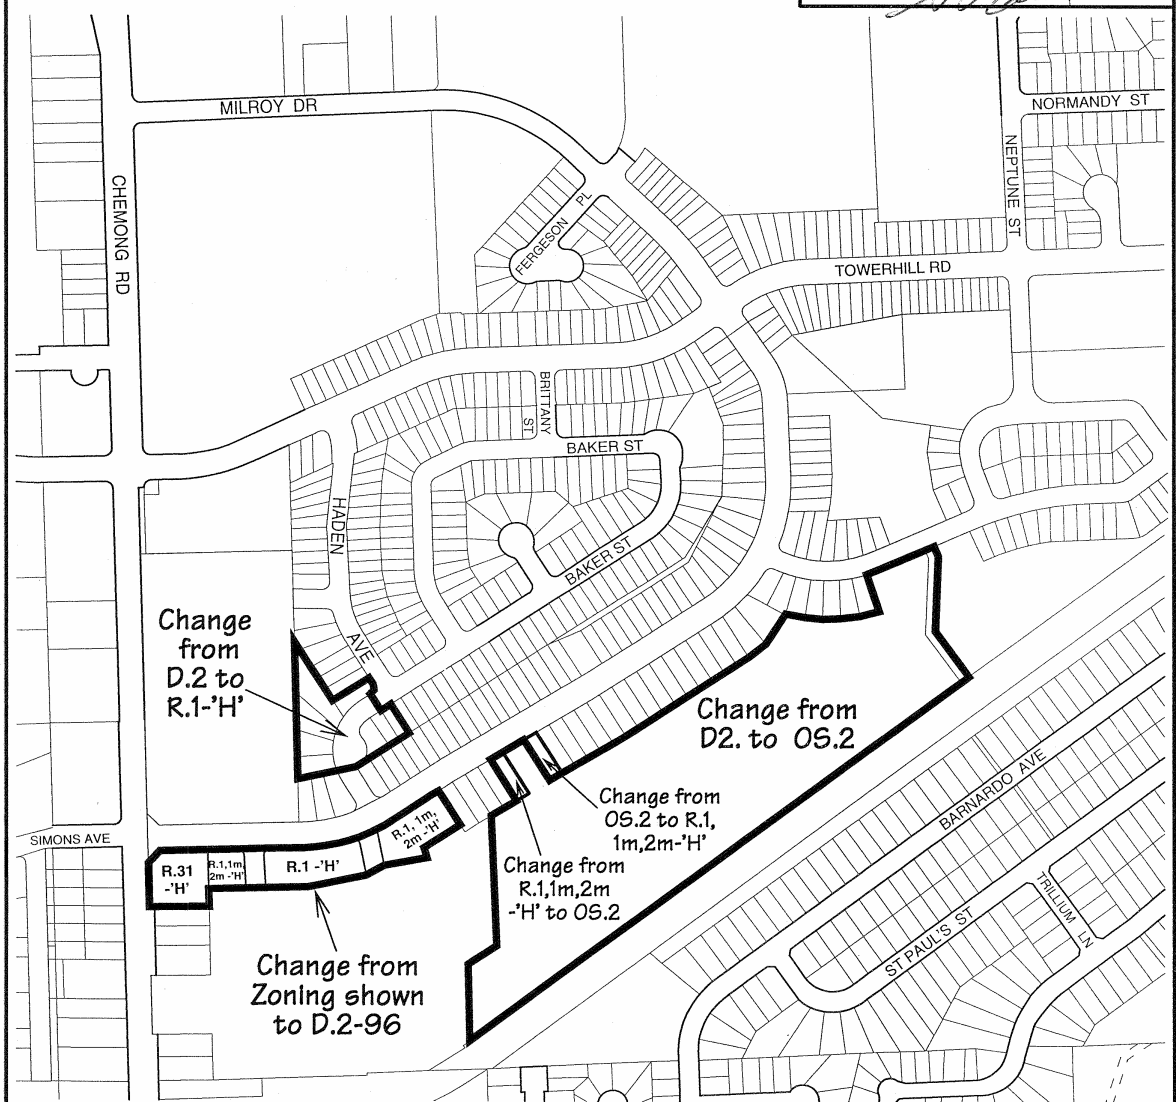 MILROY DR
NORMANDY ST
NEPTUNE ST
CHEMONG RD
FERGESON PL
TOWERHILL RD
BRITTANY
ST
BAKER ST
HADEN
AVE
BAKER ST
Change
from
D.2 to
R.1-'H'
Change from
D2. to OS.2
Change from
OS.2 to R.1,
1m,2m-'H'
Change from
R.1,1m,2m
-'H' to OS.2
SIMONS AVE
R.31
-'H'
R.1,1m,
2m -'H'
R.1 -'H'
R.1, 1m,
2m -'H'
Change from
Zoning shown
to D.2-96
BARNARDO AVE
TRILLIUM LN
ST PAUL'S ST